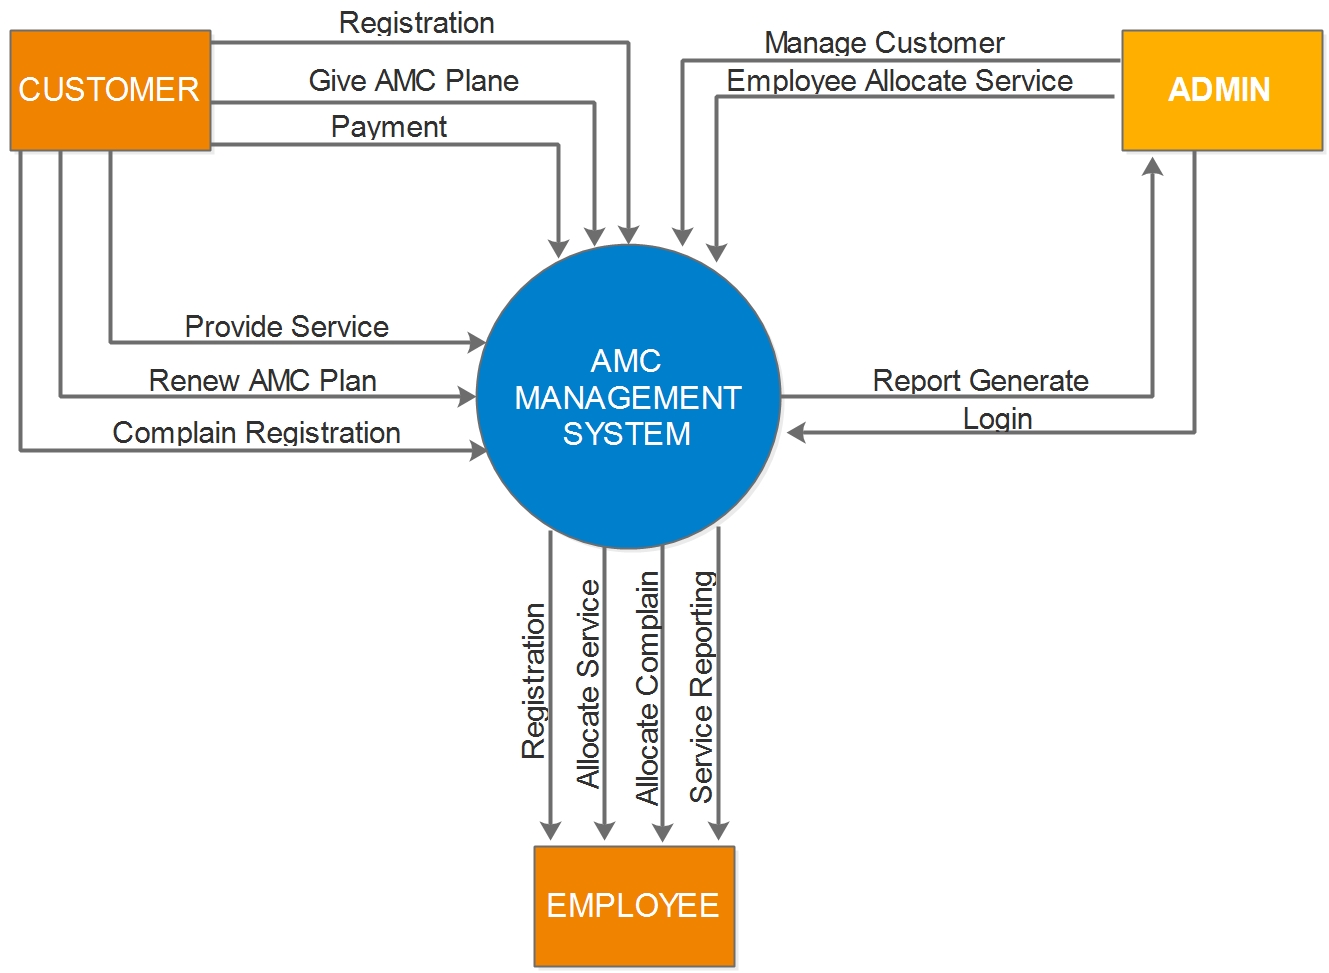 Registration
CUSTOMER
Give AMC Plane
Payment
Manage Customer
Employee Allocate Service
ADMIN
Provide Service
Renew AMC Plan
Complain Registration
AMC
MANAGEMENT
SYSTEM
Report Generate
Login
Registration
Allocate Service
Allocate Complain
Service Reporting
EMPLOYEE